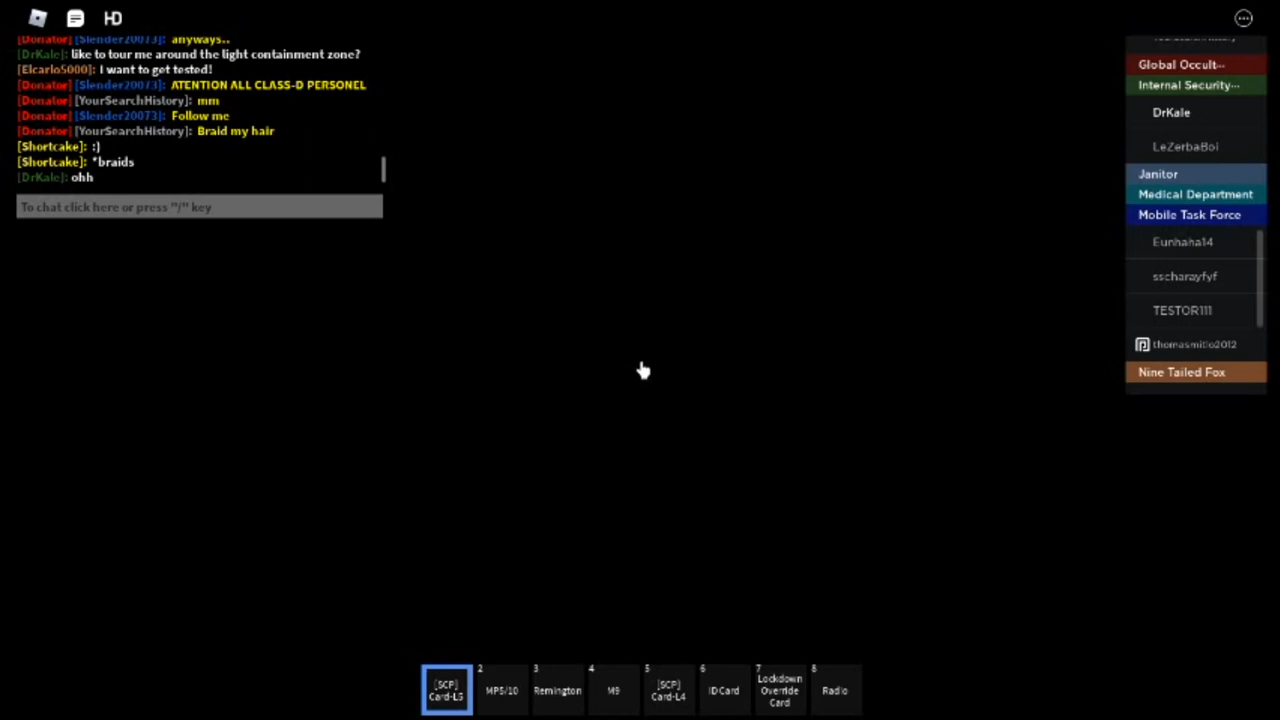 HD
[Donator] [Slender20073]: anyways..
[DrKale]: like to tour me around the light containment zone?
[Elcarlo5000]: I want to get tested!
[Donator] [Slender20073]: ATENTION ALL CLASS-D PERSONEL
[Donator] [YourSearchHistory]: mm
[Donator] [Slender20073]: Follow me
[Donator] [YourSearchHistory]: Braid my hair
[Shortcake]: :)
[Shortcake]: *braids
[DrKale]: ohh
To chat click here or press "/" key
Global Occult...
Internal Security...
DrKale
LeZerbaBoi
Janitor
Medical Department
Mobile Task Force
Eunhaha14
sscharayfyf
TESTOR111
thomasmitio2012
Nine Tailed Fox
[SCP] Card-L5
2 MP5/10
3 Remington
4 M9
5 [SCP] Card-L4
6 ID Card
7 Lockdown Override Card
8 Radio